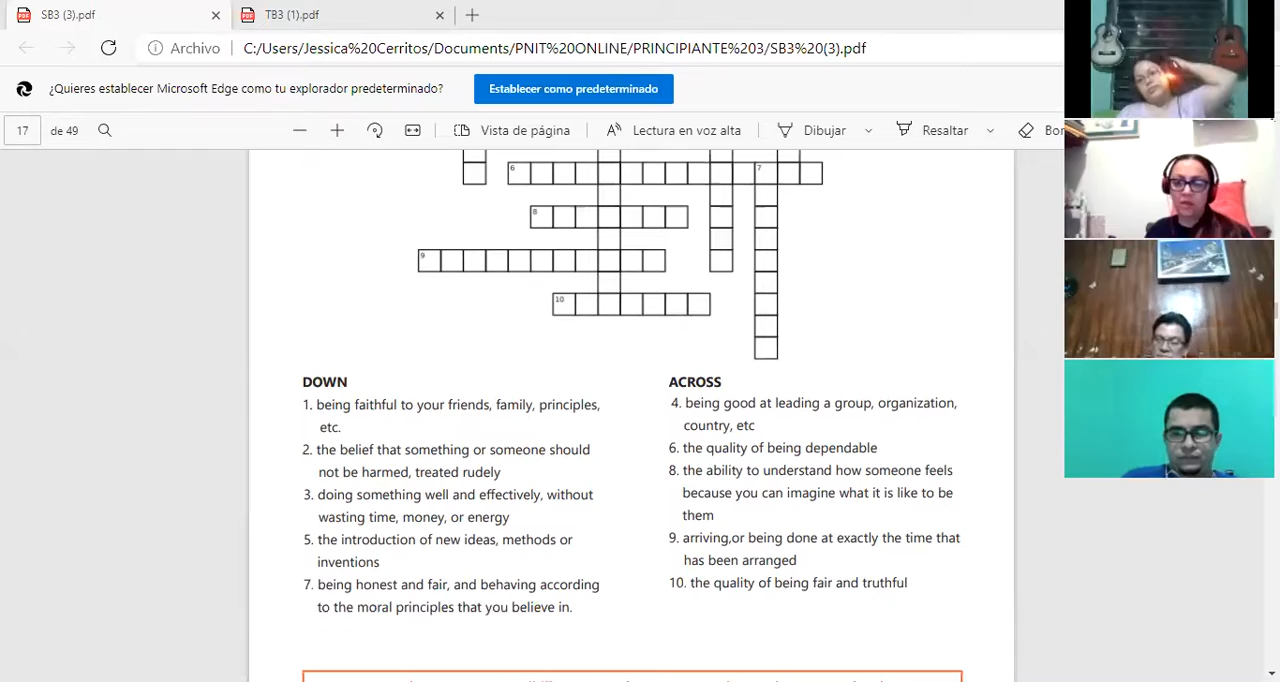 SB3 (3).pdf
TB3 (1).pdf
Archivo
C:/Users/Jessica%20Cerritos/Documents/PNIT%20ONLINE/PRINCIPIANTE%203/SB3%20(3).pdf
¿Quieres establecer Microsoft Edge como tu explorador predeterminado?
Establecer como predeterminado
17 de 49
Vista de página
Lectura en voz alta
Dibujar
Resaltar
Bor
6
7
8
9
10
DOWN
1. being faithful to your friends, family, principles,
etc.
2. the belief that something or someone should
not be harmed, treated rudely
3. doing something well and effectively, without
wasting time, money, or energy
5. the introduction of new ideas, methods or
inventions
7. being honest and fair, and behaving according
to the moral principles that you believe in.
ACROSS
4. being good at leading a group, organization,
country, etc
6. the quality of being dependable
8. the ability to understand how someone feels
because you can imagine what it is like to be
them
9. arriving,or being done at exactly the time that
has been arranged
10. the quality of being fair and truthful